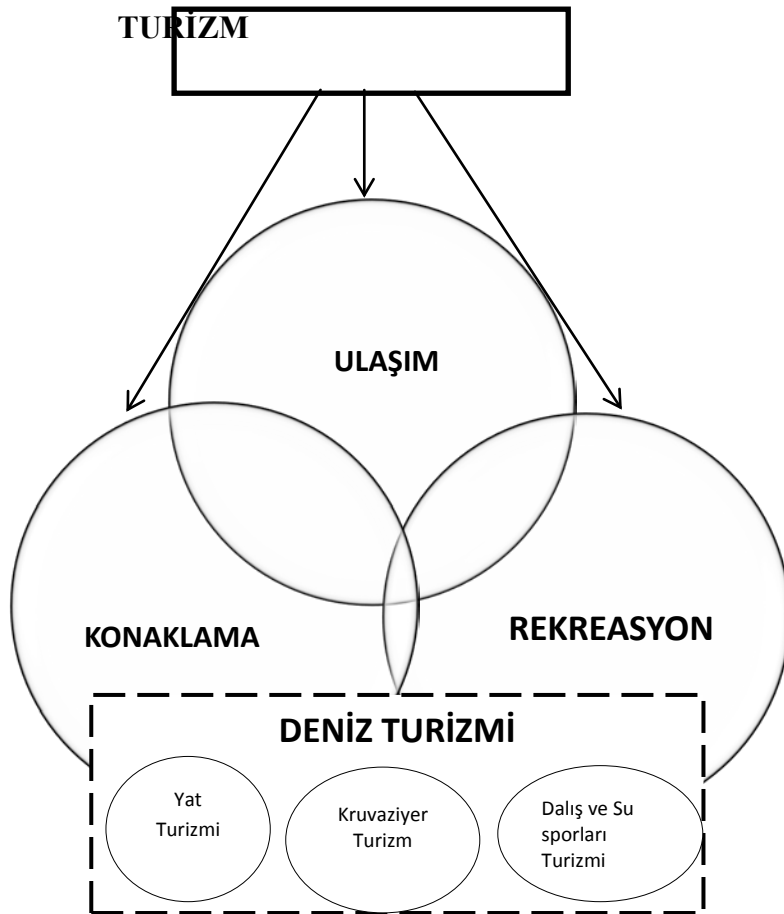 TURİZM
ULAŞIM
KONAKLAMA
REKREASYON
DENİZ TURİZMİ
Yat
Turizmi
Kruvaziyer
Turizm
Dalış ve Su
sporları
Turizmi